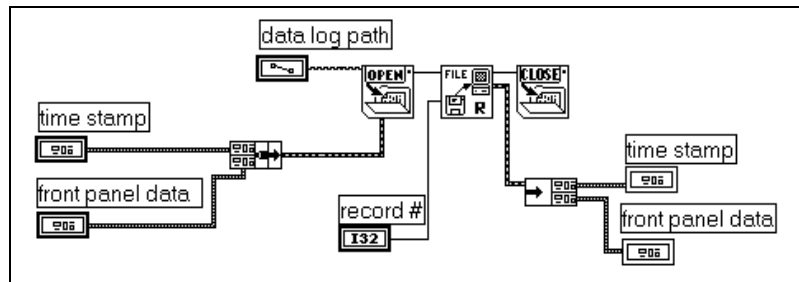 data log path
OPEN
FILE
R
CLOSE
time stamp
front panel data
record #
I32
time stamp
front panel data